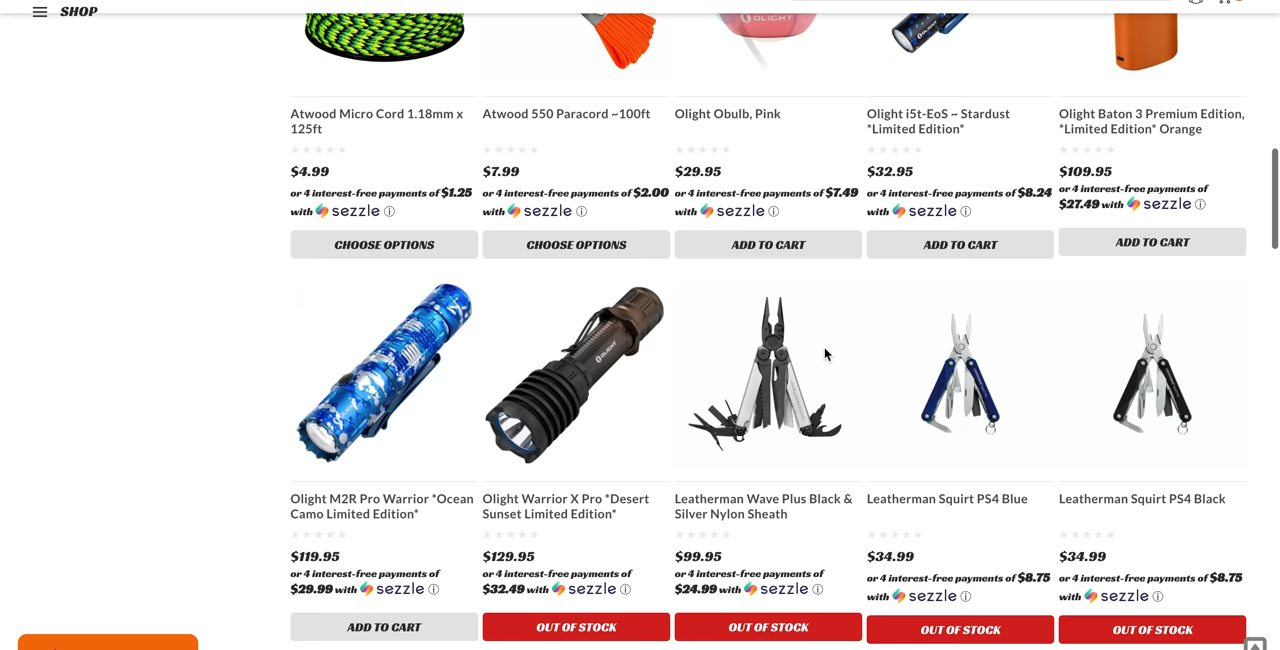 SHOP
OLIGHT
OLIGHT
Atwood Micro Cord 1.18mm x
125ft
$4.99
or 4 interest-free payments of $1.25
with sezzle ⓘ
CHOOSE OPTIONS
Atwood 550 Paracord ~100ft
$7.99
or 4 interest-free payments of $2.00
with sezzle ⓘ
CHOOSE OPTIONS
Olight Obulb, Pink
$29.95
or 4 interest-free payments of $7.49
with sezzle ⓘ
ADD TO CART
Olight i5t-EoS ~ Stardust
*Limited Edition*
$32.95
or 4 interest-free payments of $8.24
with sezzle ⓘ
ADD TO CART
Olight Baton 3 Premium Edition,
*Limited Edition* Orange
$109.95
or 4 interest-free payments of
$27.49 with sezzle ⓘ
ADD TO CART
Olight M2R Pro Warrior *Ocean
Camo Limited Edition*
$119.95
or 4 interest-free payments of
$29.99 with sezzle ⓘ
ADD TO CART
OLIGHT
Olight Warrior X Pro *Desert
Sunset Limited Edition*
$129.95
or 4 interest-free payments of
$32.49 with sezzle ⓘ
OUT OF STOCK
Leatherman Wave Plus Black &
Silver Nylon Sheath
$99.95
or 4 interest-free payments of
$24.99 with sezzle ⓘ
OUT OF STOCK
Leatherman Squirt PS4 Blue
$34.99
or 4 interest-free payments of $8.75
with sezzle ⓘ
OUT OF STOCK
Leatherman Squirt PS4 Black
$34.99
or 4 interest-free payments of $8.75
with sezzle ⓘ
OUT OF STOCK